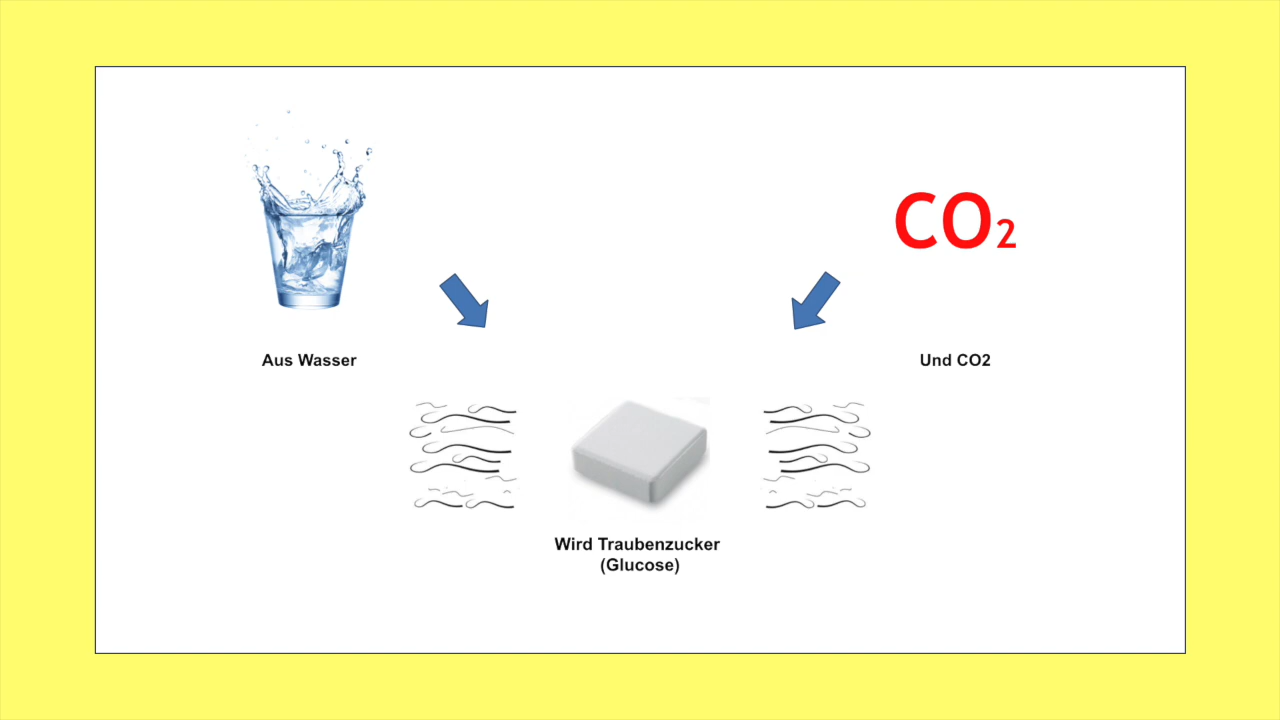 CO₂
Aus Wasser
Und CO2
Wird Traubenzucker
(Glucose)